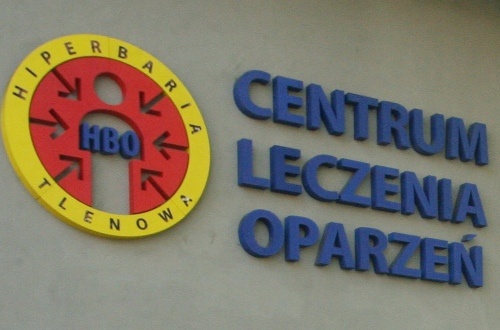 HIPERBARIA
TLENOWA
HBO
CENTRUM
LECZENIA
OPARZEŃ